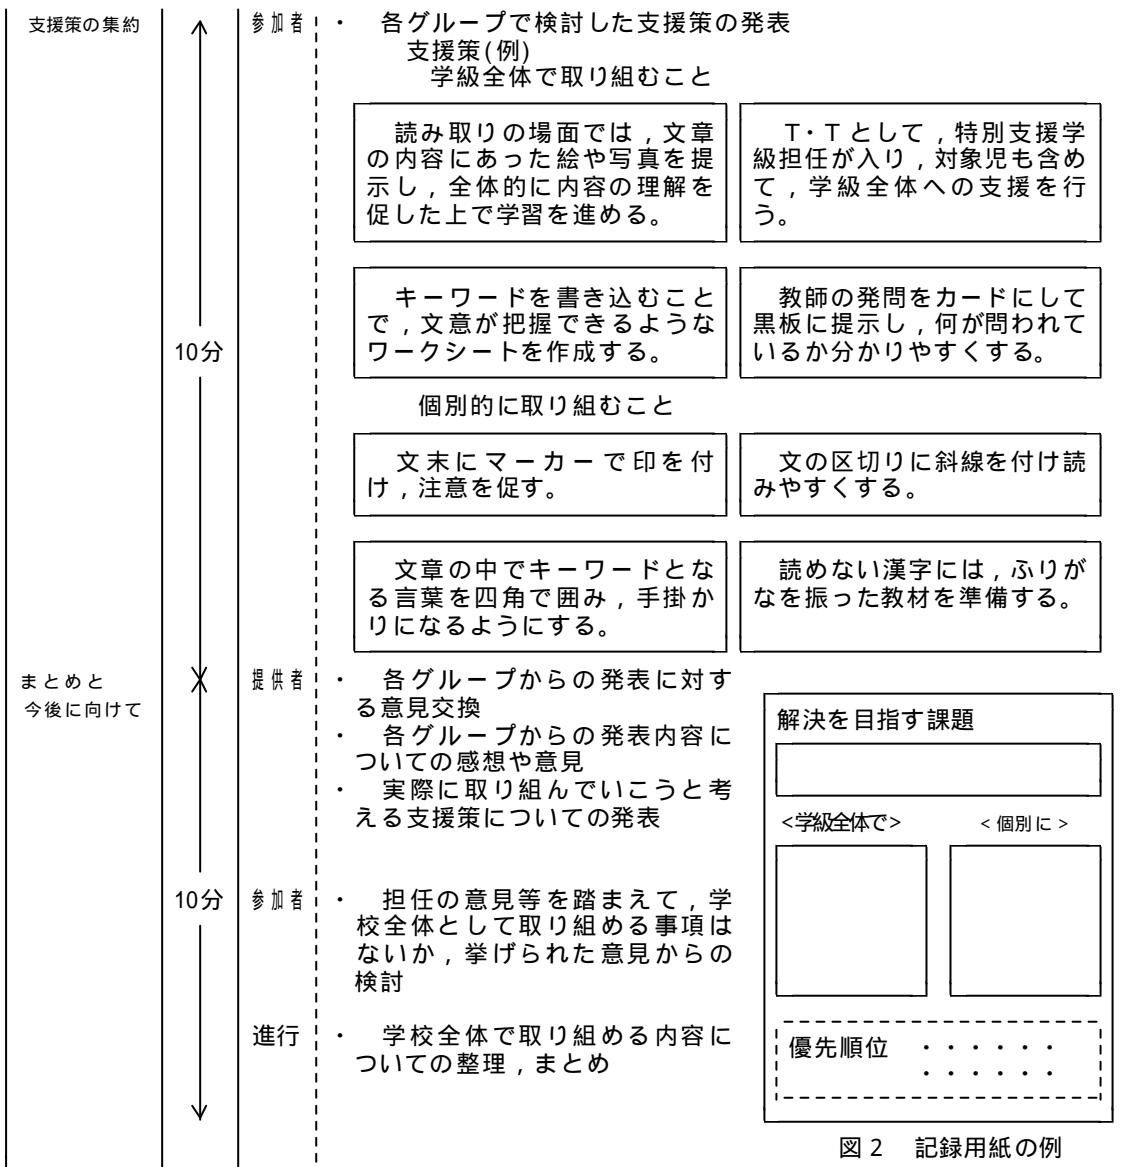 支援策の集約
10分
参加者
・　各グループで検討した支援策の発表
支援策(例)
学級全体で取り組むこと
読み取りの場面では，文章
の内容にあった絵や写真を提
示し，全体的に内容の理解を
促した上で学習を進める。
T・Tとして，特別支援学
級担任が入り，対象児も含め
て，学級全体への支援を行
う。
キーワードを書き込むこと
で，文意が把握できるような
ワークシートを作成する。
教師の発問をカードにして
黒板に提示し，何が問われて
いるか分かりやすくする。
個別的に取り組むこと
文末にマーカーで印を付
け，注意を促す。
文の区切りに斜線を付け読
みやすくする。
文章の中でキーワードとな
る言葉を四角で囲み，手掛か
りになるようにする。
読めない漢字には，ふりが
なを振った教材を準備する。
まとめと
今後に向けて
10分
提供者
・　各グループからの発表に対す
る意見交換
・　各グループからの発表内容に
ついての感想や意見
・　実際に取り組んでいこうと考
える支援策についての発表
参加者
・　担任の意見等を踏まえて，学
校全体として取り組める事項は
ないか，挙げられた意見からの
検討
進行
・　学校全体で取り組める内容に
ついての整理，まとめ
解決を目指す課題
<学級全体で>
<個別に>
優先順位　・・・・・・
・・・・・・
図２　記録用紙の例